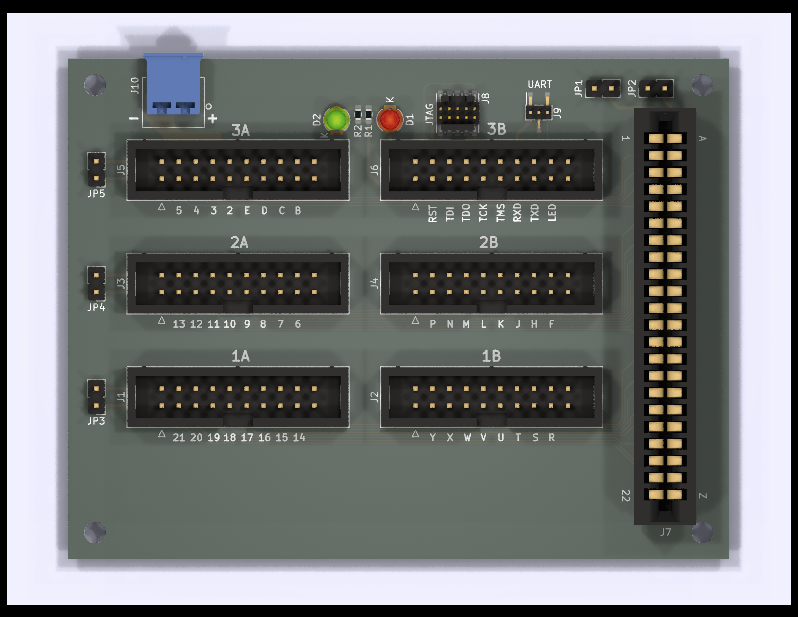 J10
- +
D2 K R2 R1 K D1
JTAG J8
UART
J9
JP1 JP2
3A 3B
J5 J6
1 A
JP5
5 4 3 2 E D C B
RST TDI TDO TCK TMS RXD TXD LED
2A 2B
J3 J4
JP4
13 12 11 10 9 8 7 6
P N M L K J H F
1A 1B
J1 J2
JP3
21 20 19 18 17 16 15 14
Y X W V U T S R
22 Z
J7